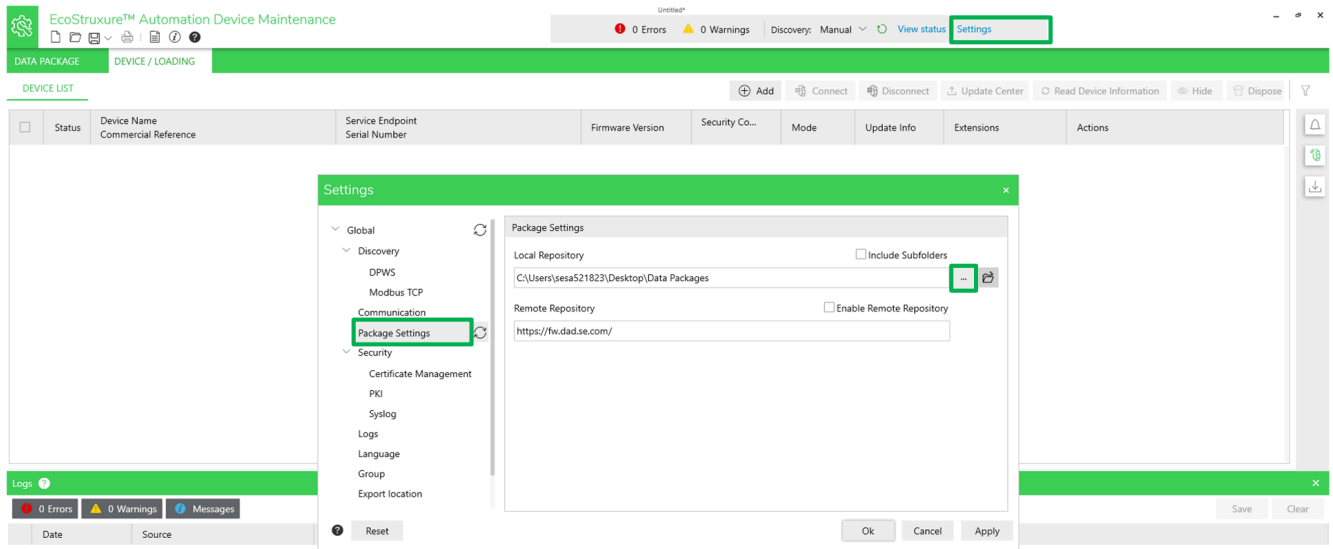 Untitled*
EcoStruxure™ Automation Device Maintenance
0 Errors 0 Warnings Discovery: Manual View status Settings
DATA PACKAGE DEVICE / LOADING
DEVICE LIST
Add Connect Disconnect Update Center Read Device Information Hide Dispose
Status Device Name Service Endpoint Firmware Version Security Co... Mode Update Info Extensions Actions
Commercial Reference Serial Number
Settings
Global
Discovery
DPWS
Modbus TCP
Communication
Package Settings
Security
Certificate Management
PKI
Syslog
Logs
Language
Group
Export location
Package Settings
Local Repository Include Subfolders
C:\Users\sesa521823\Desktop\Data Packages ...
Remote Repository Enable Remote Repository
https://fw.dad.se.com/
Reset Ok Cancel Apply
Logs
0 Errors 0 Warnings Messages Save Clear
Date Source